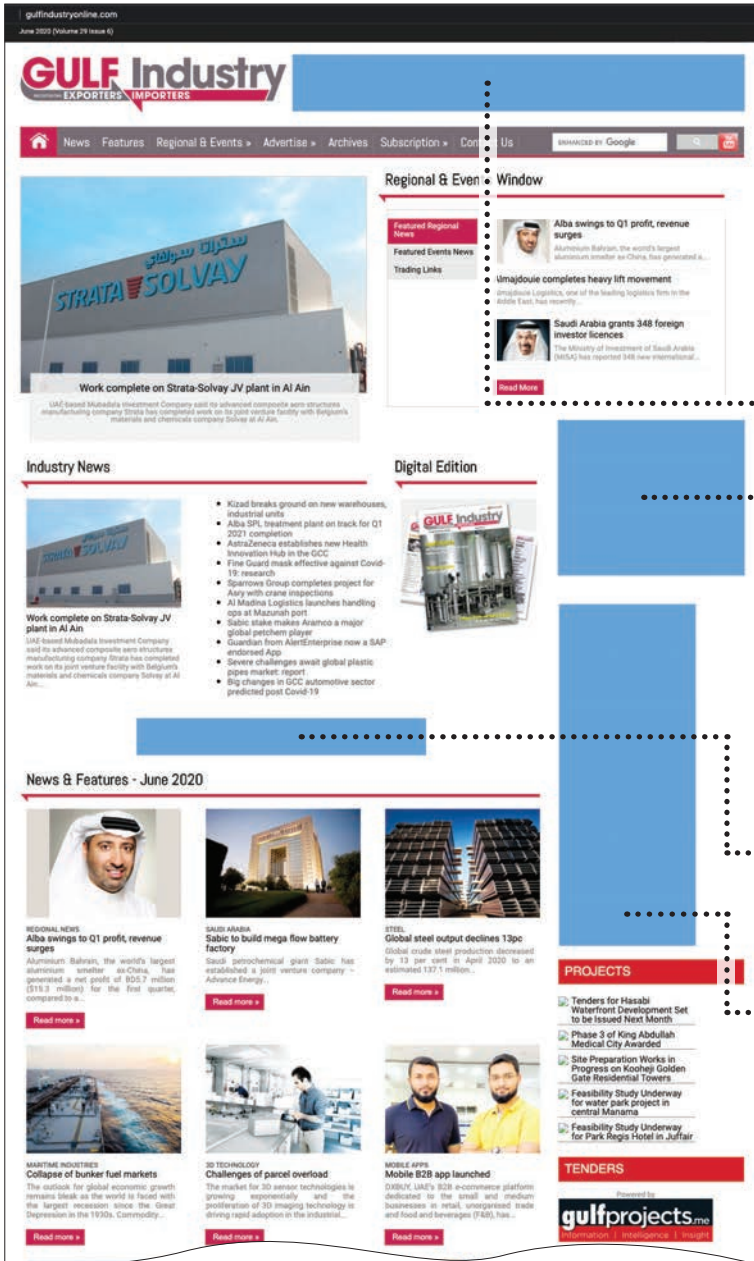 gulfindustryonline.com
June 2020 (Volume 29 Issue 6)
GULF Industry
EXPORTERS IMPORTERS
News Features Regional & Events » Advertise » Archives Subscription » Con Us
ENHANCED BY Google
You
Regional & Events Window
ستراتا سولفاي
STRATA SOLVAY
Work complete on Strata-Solvay JV plant in Al Ain
UAE-based Mubadala Investment Company said its advanced composite aero structures
manufacturing company Strata has completed work on its joint venture facility with Belgium's
materials and chemicals company Solvay at Al Ain.
Featured Regional
News
Featured Events News
Trading Links
Alba swings to Q1 profit, revenue
surges
Aluminium Bahrain, the world's largest
aluminium smelter ex-China, has generated a...
Almajdouie completes heavy lift movement
Almajdouie Logistics, one of the leading logistics firm in the
Middle East, has recently...
Saudi Arabia grants 348 foreign
investor licences
The Ministry of Investment of Saudi Arabia
(MISA) has reported 348 new international...
Read More
Industry News
STRATA SOLVAY
Work complete on Strata-Solvay JV
plant in Al Ain
UAE-based Mubadala Investment Company
said its advanced composite aero structures
manufacturing company Strata has completed
work on its joint venture facility with Belgium's
materials and chemicals company Solvay at Al
Ain...
• Kizad breaks ground on new warehouses,
industrial units
• Alba SPL treatment plant on track for Q1
2021 completion
• AstraZeneca establishes new Health
Innovation Hub in the GCC
• Fine Guard mask effective against Covid-
19: research
• Sparrows Group completes project for
Asry with crane inspections
• Al Madina Logistics launches handling
ops at Mazunah port
• Sabic stake makes Aramco a major
global petchem player
• Guardian from AlertEnterprise now a SAP
endorsed App
• Severe challenges await global plastic
pipes market: report
• Big changes in GCC automotive sector
predicted post Covid-19
Digital Edition
GULF Industry
News & Features - June 2020
REGIONAL NEWS
Alba swings to Q1 profit, revenue
surges
Aluminium Bahrain, the world's largest
aluminium smelter ex-China, has
generated a net profit of BD5.7 million
($15.3 million) for the first quarter,
compared to a...
Read more »
SAUDI ARABIA
Sabic to build mega flow battery
factory
Saudi petrochemical giant Sabic has
established a joint venture company –
Advance Energy...
Read more »
STEEL
Global steel output declines 13pc
Global crude steel production decreased
by 13 per cent in April 2020 to an
estimated 137.1 million...
Read more »
MARITIME INDUSTRIES
Collapse of bunker fuel markets
The outlook for global economic growth
remains bleak as the world is faced with
the largest recession since the Great
Depression in the 1930s. Commodity...
Read more »
3D TECHNOLOGY
Challenges of parcel overload
The market for 3D sensor technologies is
growing exponentially and the
proliferation of 3D imaging technology is
driving rapid adoption in the industrial...
Read more »
MOBILE APPS
Mobile B2B app launched
DXBUY, UAE's B2B e-commerce platform
dedicated to the small and medium
businesses in retail, unorganised trade
and food and beverages (F&B), has...
Read more »
PROJECTS
Tenders for Hasabi
Waterfront Development Set
to be Issued Next Month
Phase 3 of King Abdullah
Medical City Awarded
Site Preparation Works in
Progress on Kooheji Golden
Gate Residential Towers
Feasibility Study Underway
for water park project in
central Manama
Feasibility Study Underway
for Park Regis Hotel in Juffair
TENDERS
Powered by
gulfprojects.me
Information | Intelligence | Insight